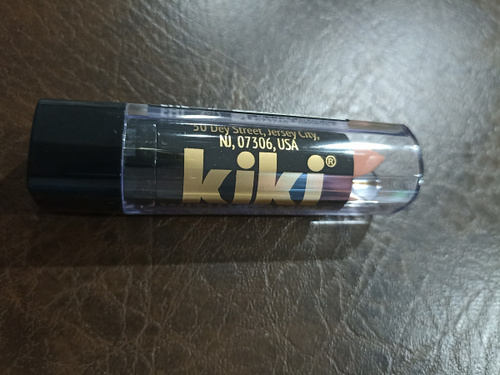 50 Dey Street, Jersey City,
NJ, 07306, USA
kiki®